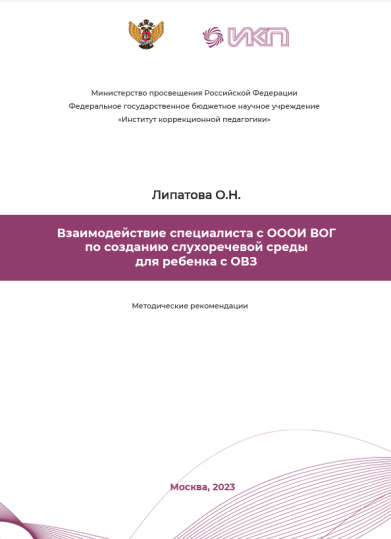 ИКП
Министерство просвещения Российской Федерации
Федеральное государственное бюджетное научное учреждение
«Институт коррекционной педагогики»
Липатова О.Н.
Взаимодействие специалиста с ОООИ ВОГ
по созданию слухоречевой среды
для ребенка с ОВЗ
Методические рекомендации
Москва, 2023